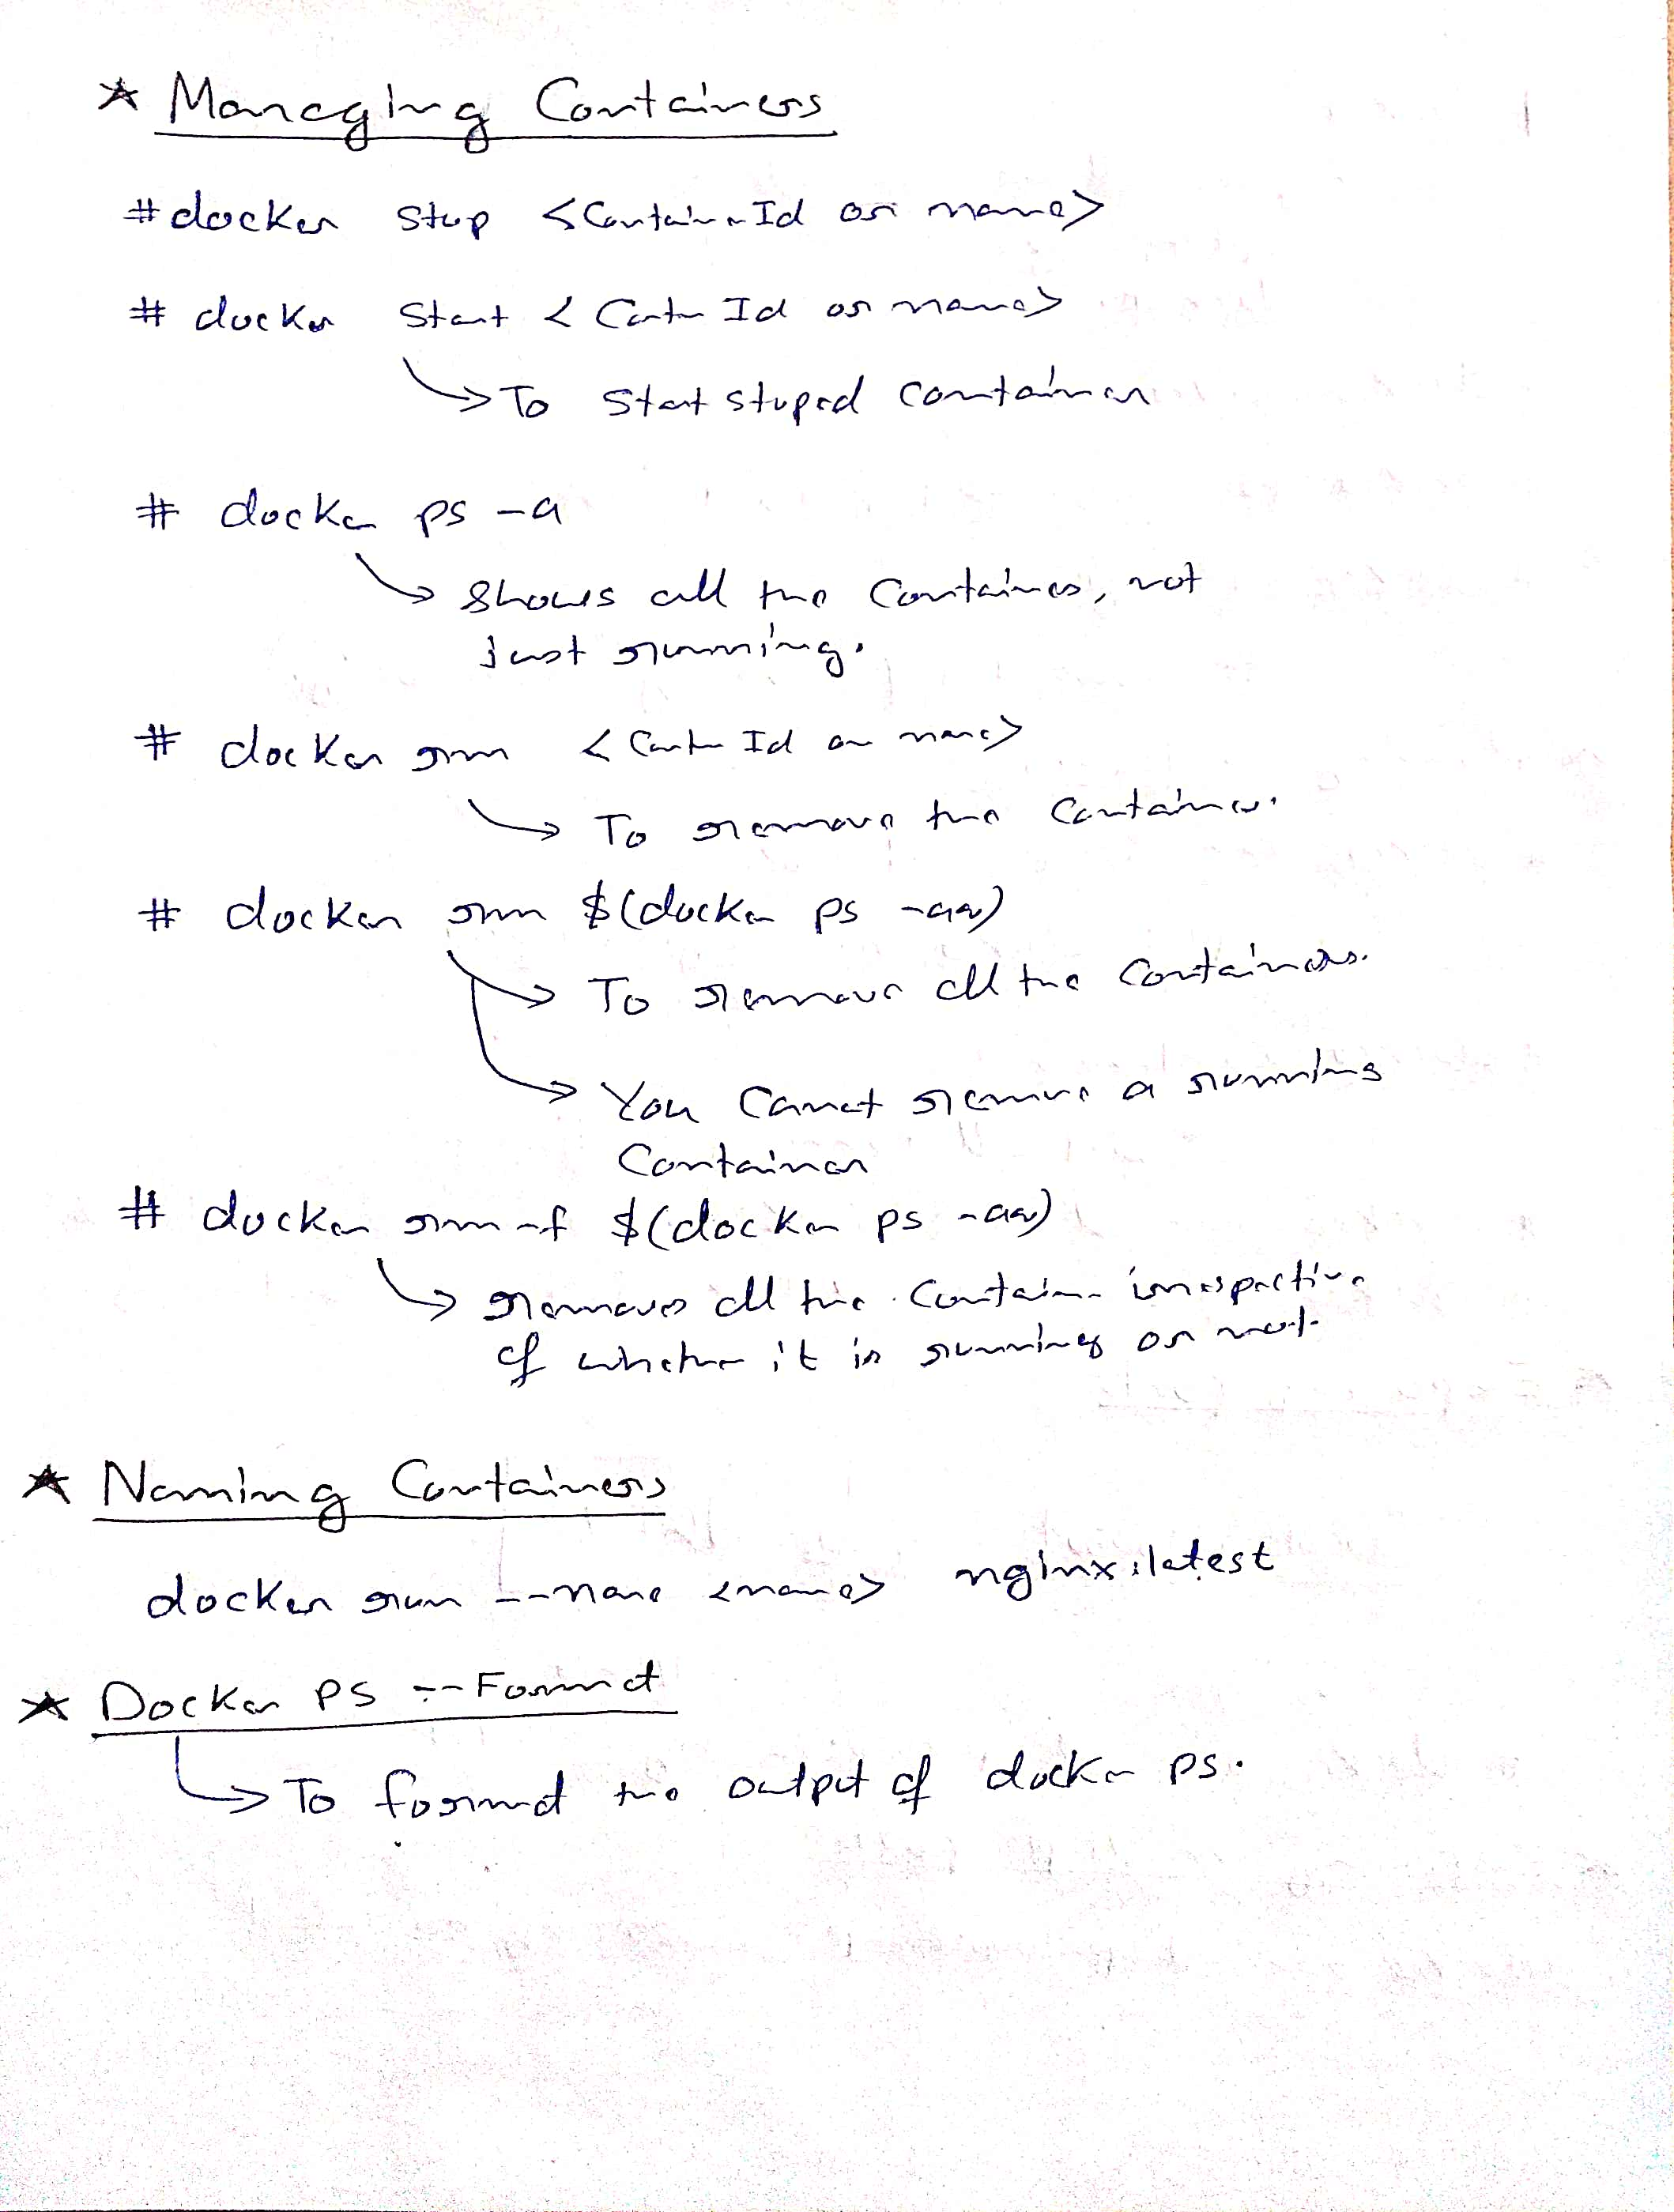 ★ Managing Containers
# docker stop <Container Id or name>
# docker start <Contr Id or name>
→ To start stoped container
# docker ps -a
→ shows all the containers, not
just running.
# docker rm <Contr Id or name>
→ To remove the container.
# docker rm $(docker ps -aq)
→ To remove all the containers.
→ You cannot remove a running
Container
# docker rm -f $(docker ps -aq)
→ removes all the container irrespective
of whether it is running or not.
★ Naming Containers
docker run --name <name> nginx:latest
★ Docker PS --Format
→ To format the output of docker ps.